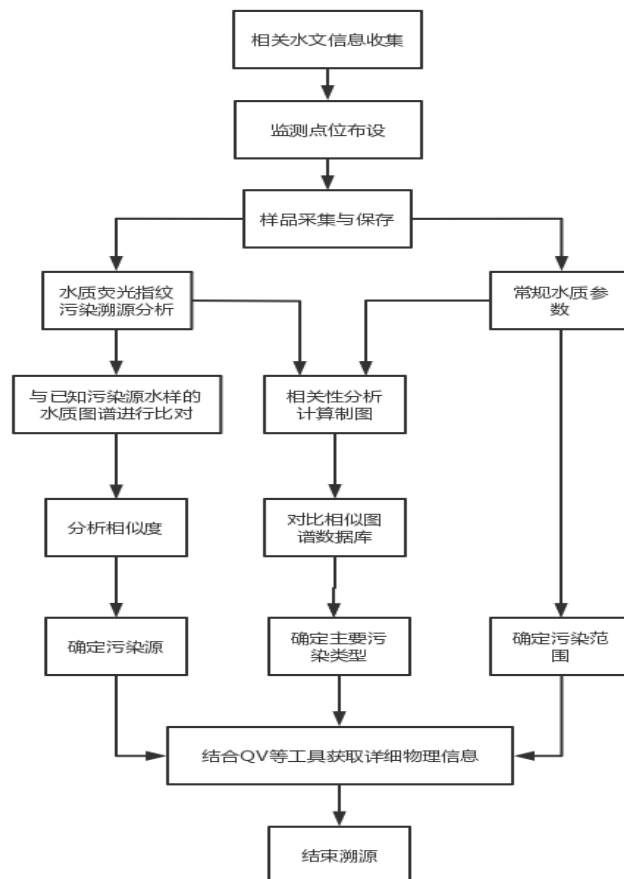 相关水文信息收集
监测点位布设
样品采集与保存
水质荧光指纹
污染溯源分析
常规水质参
数
与已知污染源水样的
水质图谱进行比对
相关性分析
计算制图
分析相似度
对比相似图
谱数据库
确定污染源
确定主要污
染类型
确定污染范
围
结合QV等工具获取详细物理信息
结束溯源